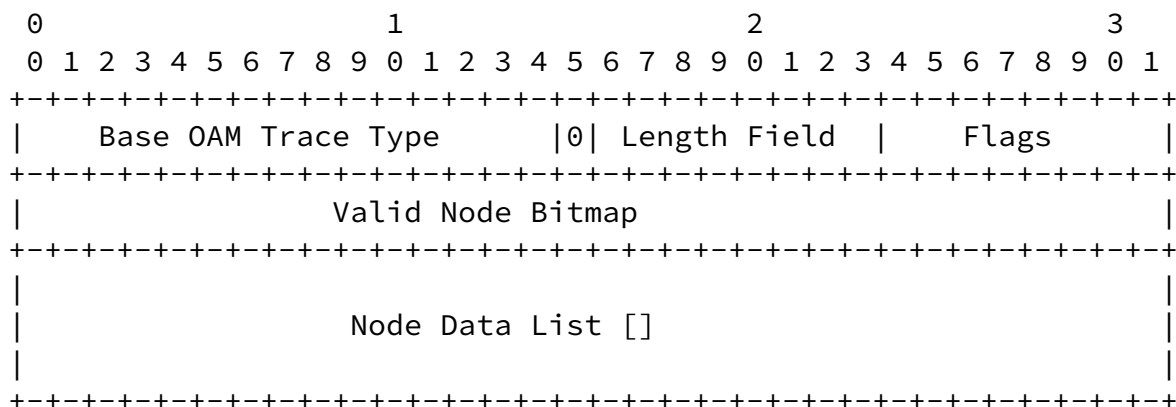 0                   1                   2                   3
 0 1 2 3 4 5 6 7 8 9 0 1 2 3 4 5 6 7 8 9 0 1 2 3 4 5 6 7 8 9 0 1
+-+-+-+-+-+-+-+-+-+-+-+-+-+-+-+-+-+-+-+-+-+-+-+-+-+-+-+-+-+-+-+-+
|    Base OAM Trace Type      |0| Length Field  |    Flags      |
+-+-+-+-+-+-+-+-+-+-+-+-+-+-+-+-+-+-+-+-+-+-+-+-+-+-+-+-+-+-+-+-+
|                 Valid Node Bitmap                             |
+-+-+-+-+-+-+-+-+-+-+-+-+-+-+-+-+-+-+-+-+-+-+-+-+-+-+-+-+-+-+-+-+
|                                                               |
|                  Node Data List []                            |
|                                                               |
+-+-+-+-+-+-+-+-+-+-+-+-+-+-+-+-+-+-+-+-+-+-+-+-+-+-+-+-+-+-+-+-+